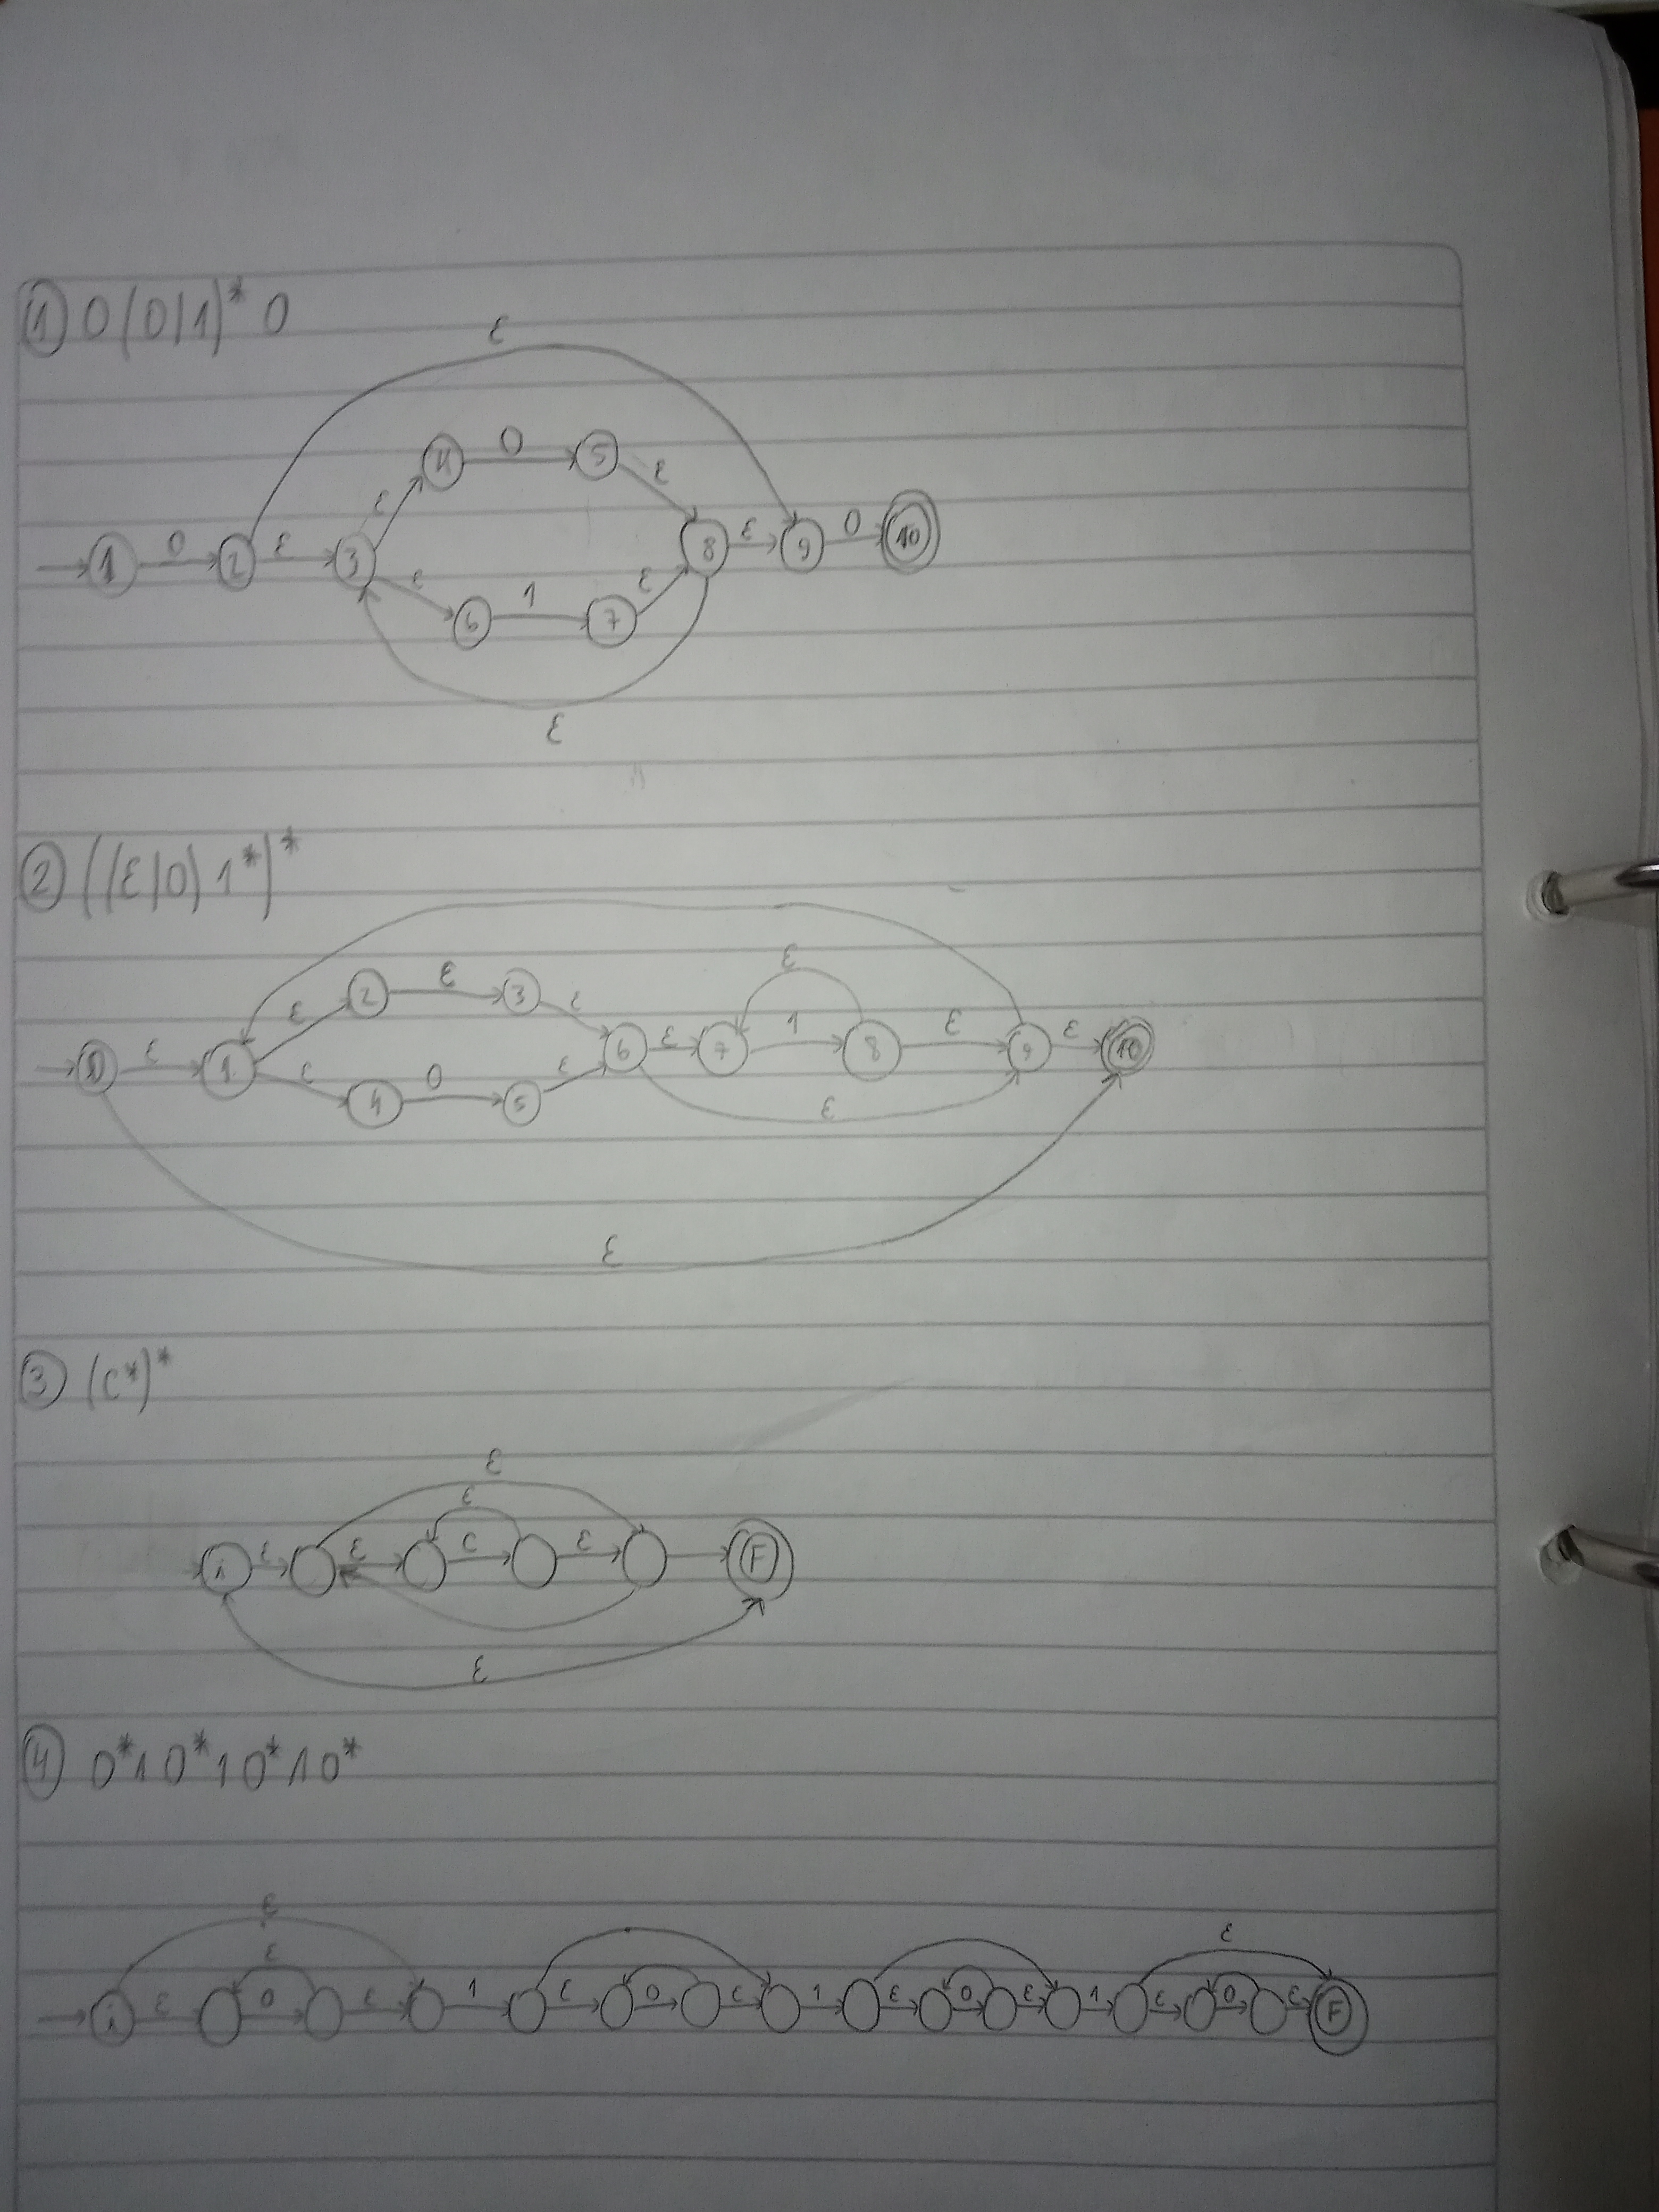 ① 0(0|1)* 0
ε
4 0 5
ε ε
1 0 2 ε 3 8 ε 9 0 10
ε 6 1 7 ε
ε
② ((ε|0) 1*)*
2 ε 3 ε
ε ε
0 ε 1 6 ε 7 1 8 ε 9 ε 10
ε 4 0 5 ε ε
ε
③ (c*)*
ε
ε
i ε ε c ε F
ε
④ 0*10*10*10*
ε ε
ε
i ε 0 ε 1 ε 0 ε 1 ε 0 ε 1 ε 0 ε F